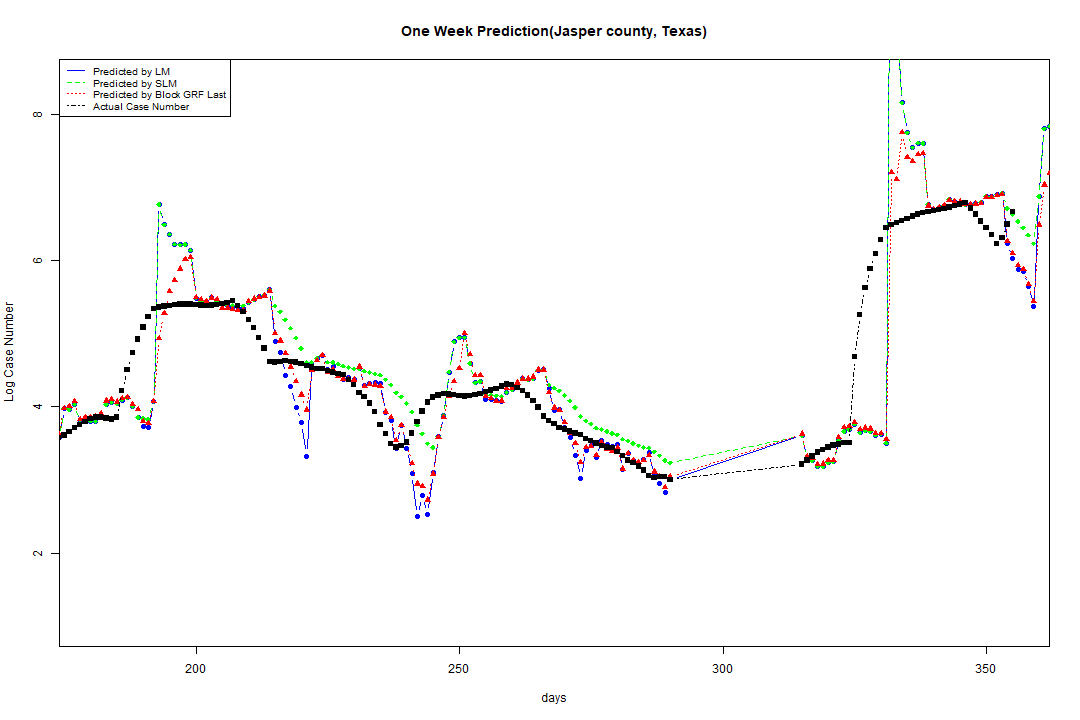 One Week Prediction(Jasper county, Texas)
Predicted by LM
Predicted by SLM
Predicted by Block GRF Last
Actual Case Number
8
6
4
2
Log Case Number
200 250 300 350
days